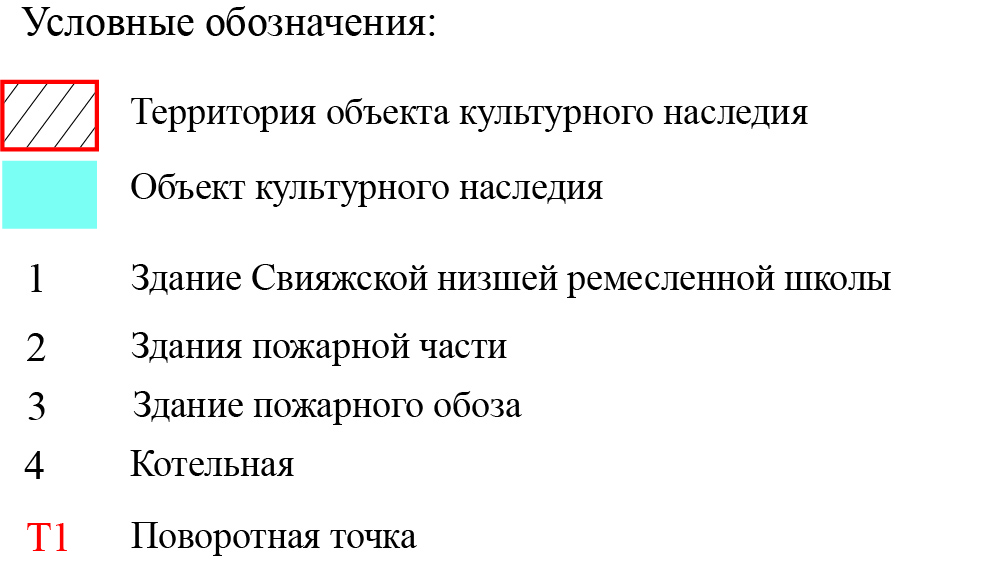 Условные обозначения:
Территория объекта культурного наследия
Объект культурного наследия
1 Здание Свияжской низшей ремесленной школы
2 Здания пожарной части
3 Здание пожарного обоза
4 Котельная
Т1 Поворотная точка